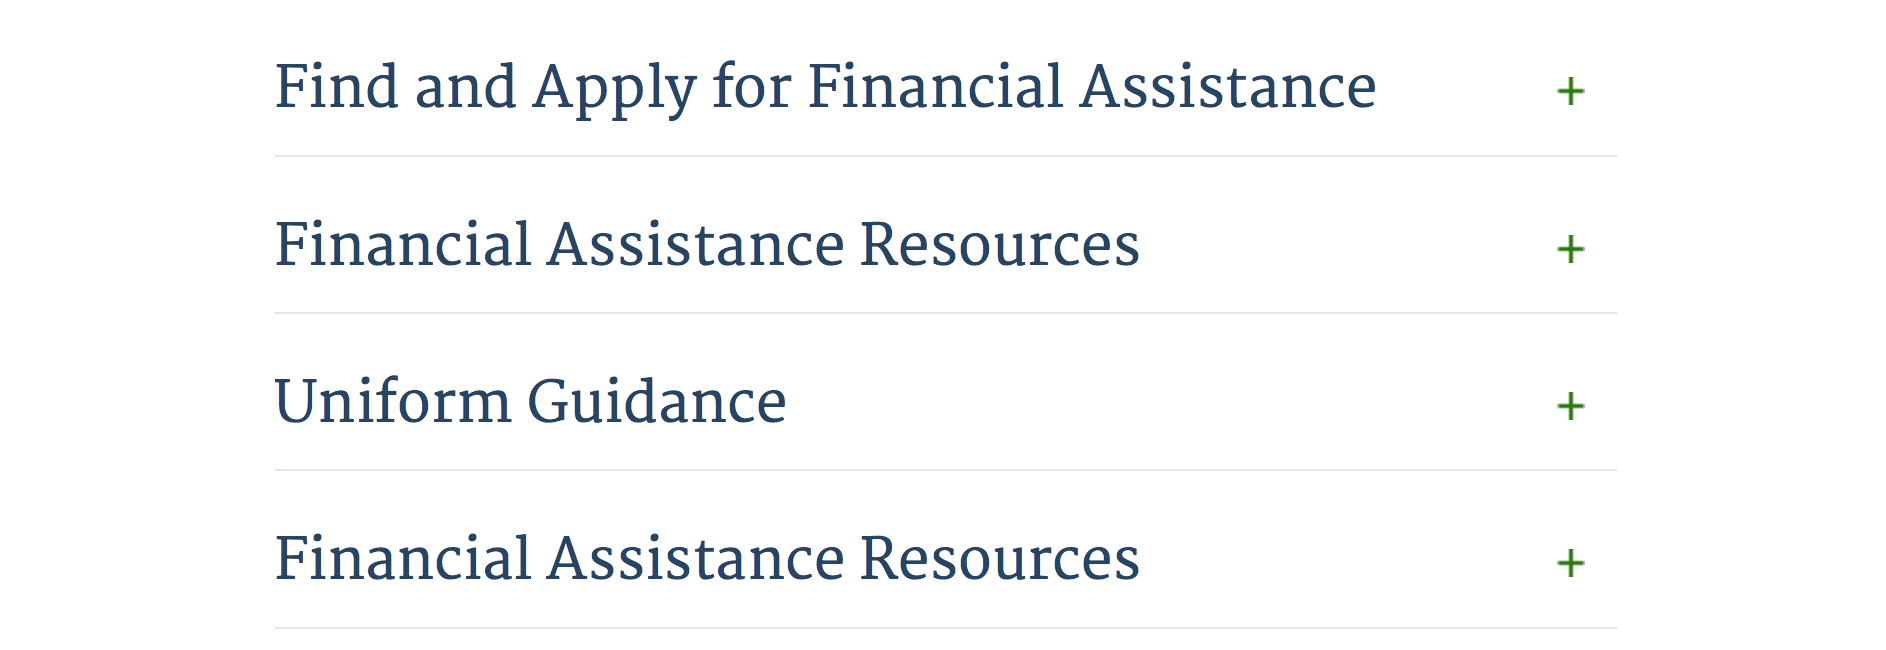 Find and Apply for Financial Assistance +
Financial Assistance Resources +
Uniform Guidance +
Financial Assistance Resources +